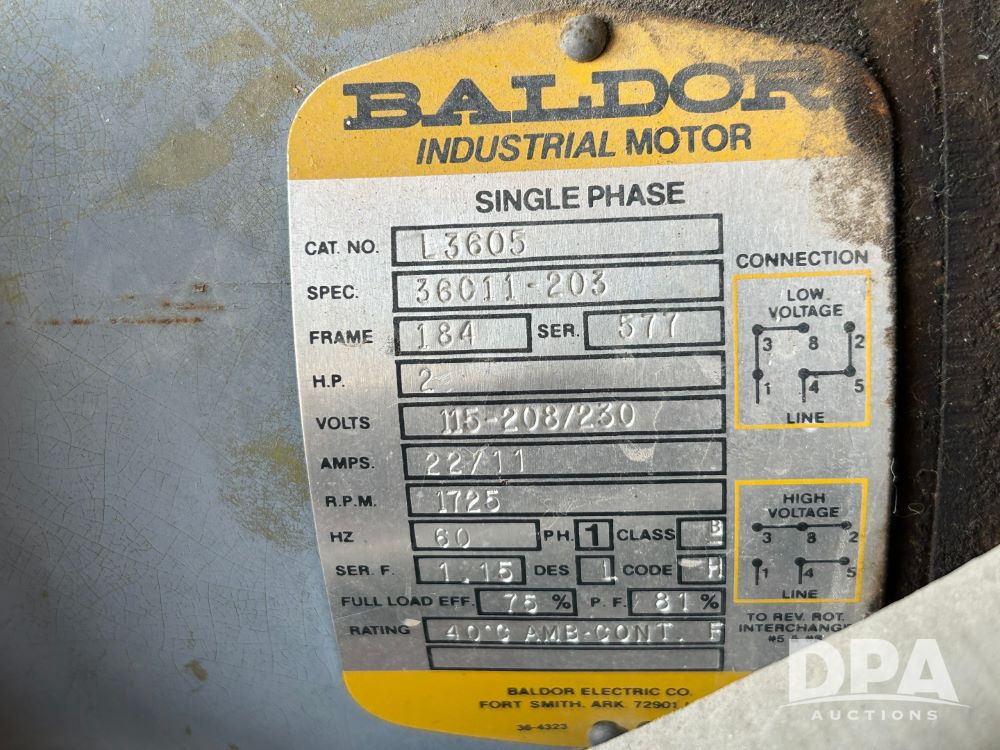 BALDOR
INDUSTRIAL MOTOR
SINGLE PHASE
CAT. NO. L3605
SPEC. 36011-203
FRAME 184 SER. 577
H.P. 2
VOLTS 115-208/230
AMPS. 22/11
R.P.M. 1725
HZ 60 PH. 1 CLASS B
SER. F. 1.15 DES L CODE H
FULL LOAD EFF. 75 % P. F. 81 %
RATING 40°C AMB-CONT. F
CONNECTION
LOW
VOLTAGE
3 8 2
1 4 5
LINE
HIGH
VOLTAGE
3 8 2
1 4 5
LINE
TO REV. ROT.
INTERCHANGE
BALDOR ELECTRIC CO.
FORT SMITH, ARK. 72901
36-4323
DPA
AUCTIONS